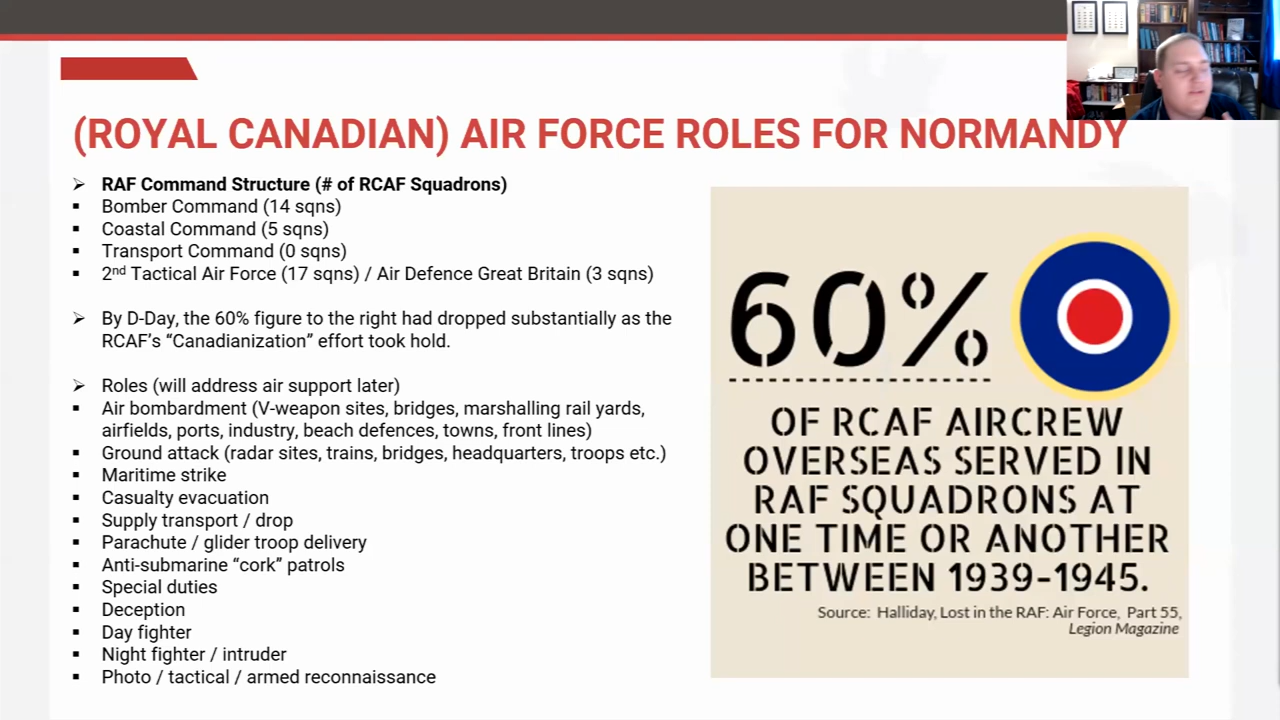 (ROYAL CANADIAN) AIR FORCE ROLES FOR NORMANDY
➢ RAF Command Structure (# of RCAF Squadrons)
▪ Bomber Command (14 sqns)
▪ Coastal Command (5 sqns)
▪ Transport Command (0 sqns)
▪ 2nd Tactical Air Force (17 sqns) / Air Defence Great Britain (3 sqns)
➢ By D-Day, the 60% figure to the right had dropped substantially as the
RCAF's “Canadianization” effort took hold.
➢ Roles (will address air support later)
▪ Air bombardment (V-weapon sites, bridges, marshalling rail yards,
airfields, ports, industry, beach defences, towns, front lines)
▪ Ground attack (radar sites, trains, bridges, headquarters, troops etc.)
▪ Maritime strike
▪ Casualty evacuation
▪ Supply transport / drop
▪ Parachute / glider troop delivery
▪ Anti-submarine “cork” patrols
▪ Special duties
▪ Deception
▪ Day fighter
▪ Night fighter / intruder
▪ Photo / tactical / armed reconnaissance
60%
OF RCAF AIRCREW
OVERSEAS SERVED IN
RAF SQUADRONS AT
ONE TIME OR ANOTHER
BETWEEN 1939-1945.
Source: Halliday, Lost in the RAF: Air Force, Part 55,
Legion Magazine